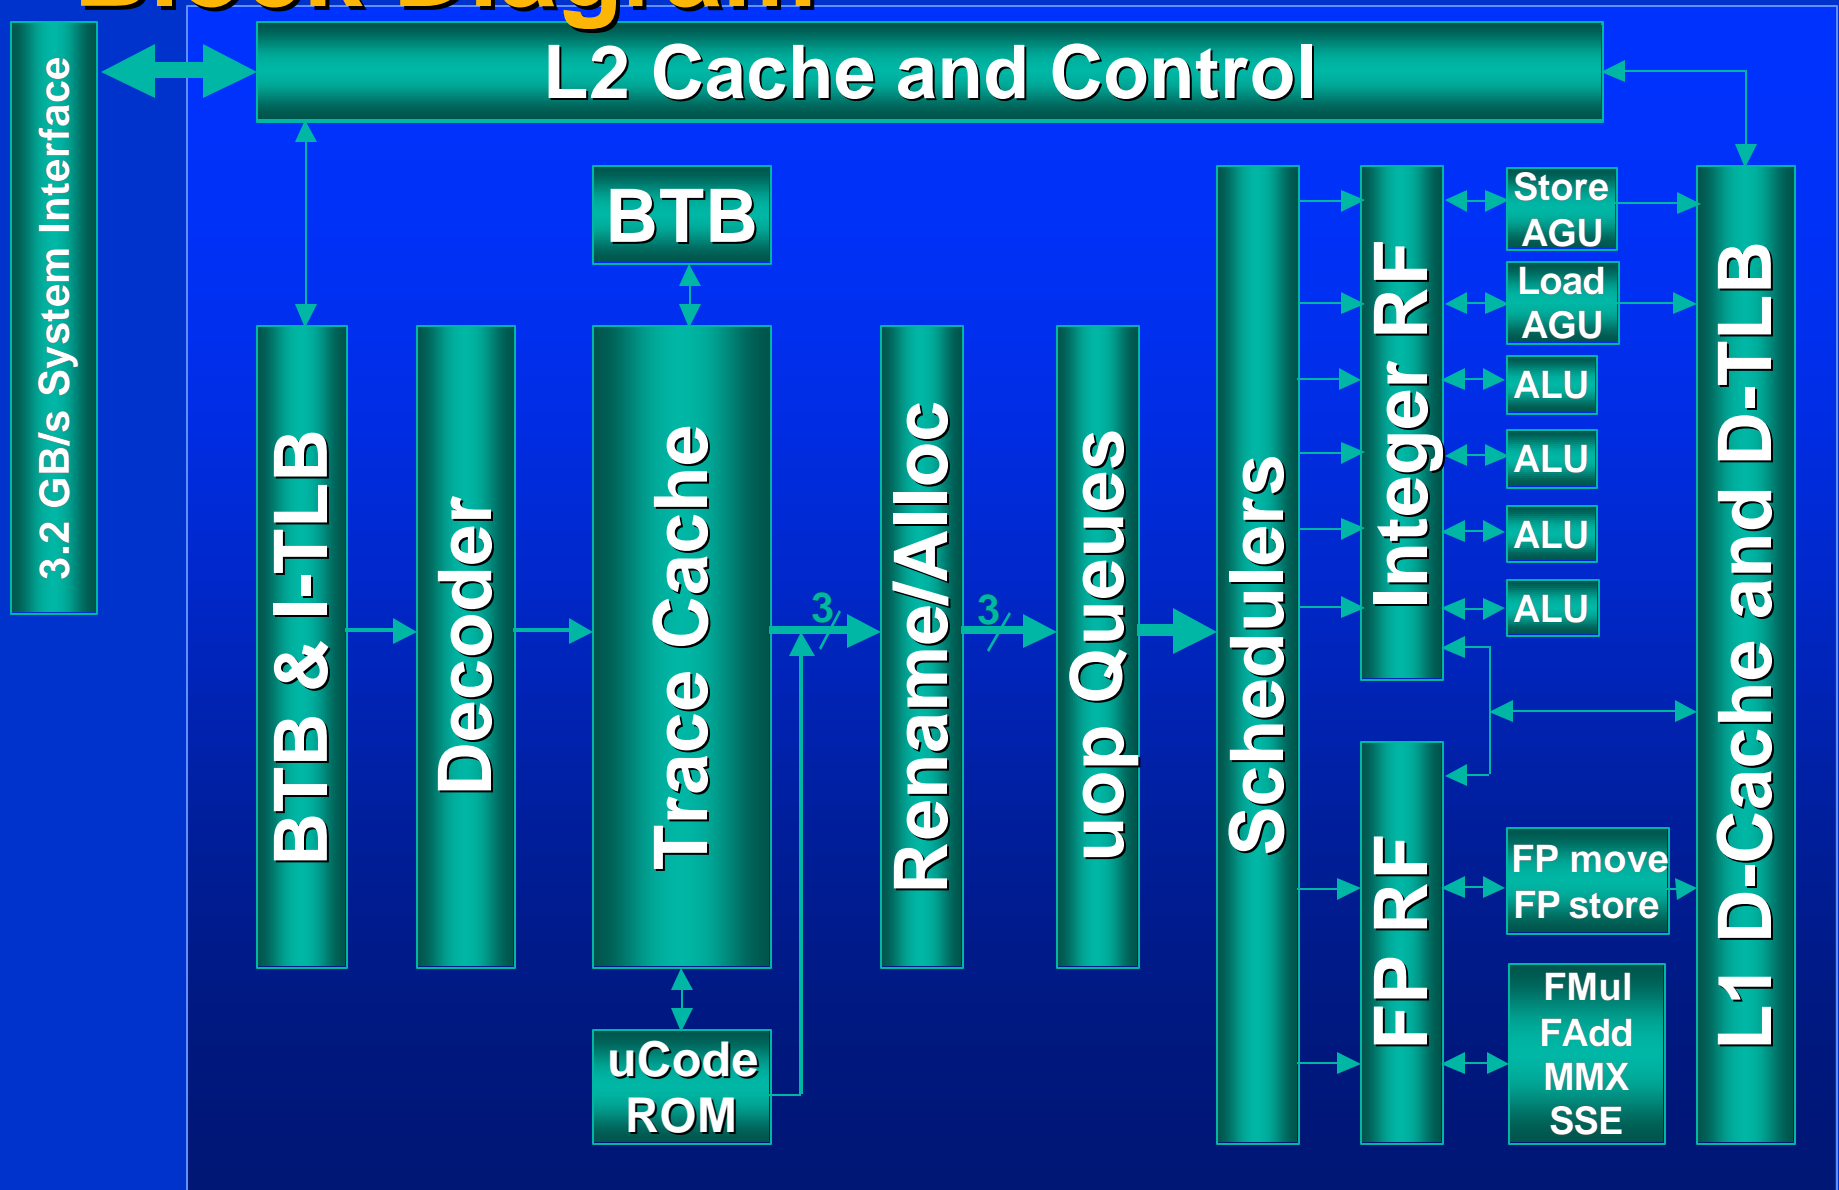 Block Diagram
L2 Cache and Control
3.2 GB/s System Interface
BTB
BTB & I-TLB
Decoder
Trace Cache
3
Rename/Alloc
3
uop Queues
Schedulers
Integer RF
Store
AGU
Load
AGU
ALU
ALU
ALU
ALU
L1 D-Cache and D-TLB
FP RF
FP move
FP store
FMul
FAdd
MMX
SSE
uCode
ROM